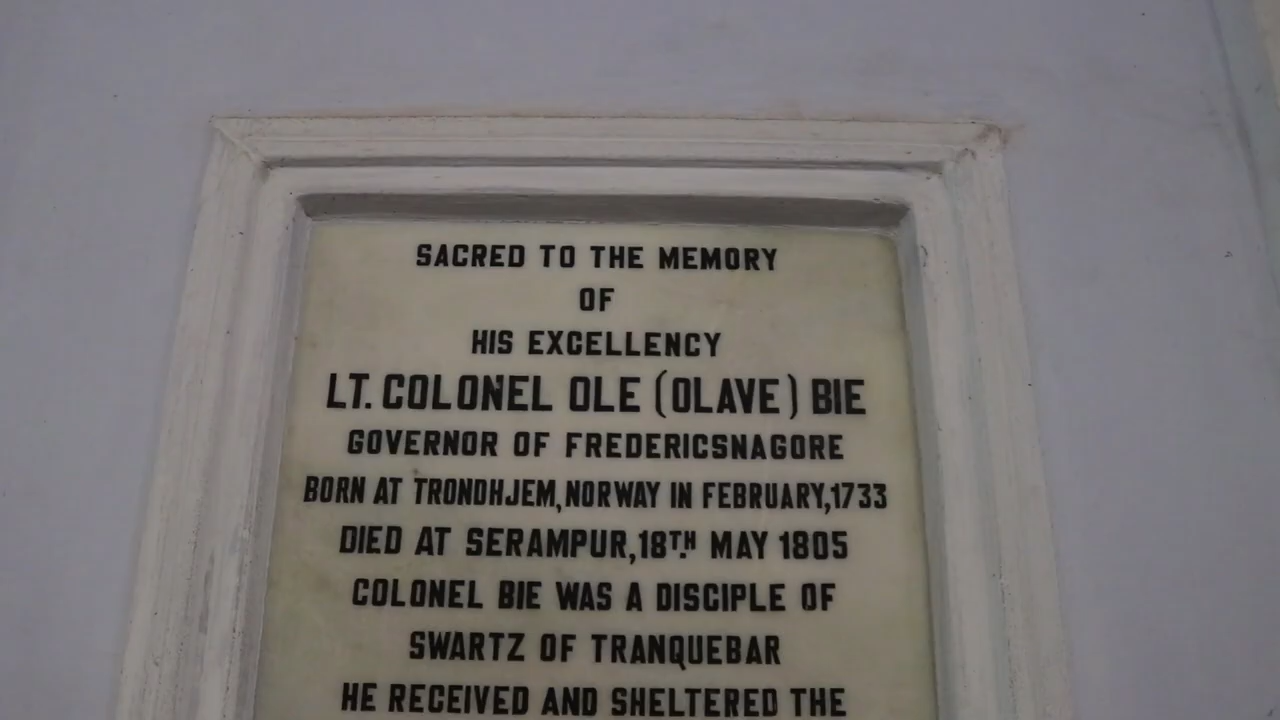 SACRED TO THE MEMORY
OF
HIS EXCELLENCY
LT. COLONEL OLE (OLAVE) BIE
GOVERNOR OF FREDERICSNAGORE
BORN AT TRONDHJEM, NORWAY IN FEBRUARY, 1733
DIED AT SERAMPUR, 18TH MAY 1805
COLONEL BIE WAS A DISCIPLE OF
SWARTZ OF TRANQUEBAR
HE RECEIVED AND SHELTERED THE